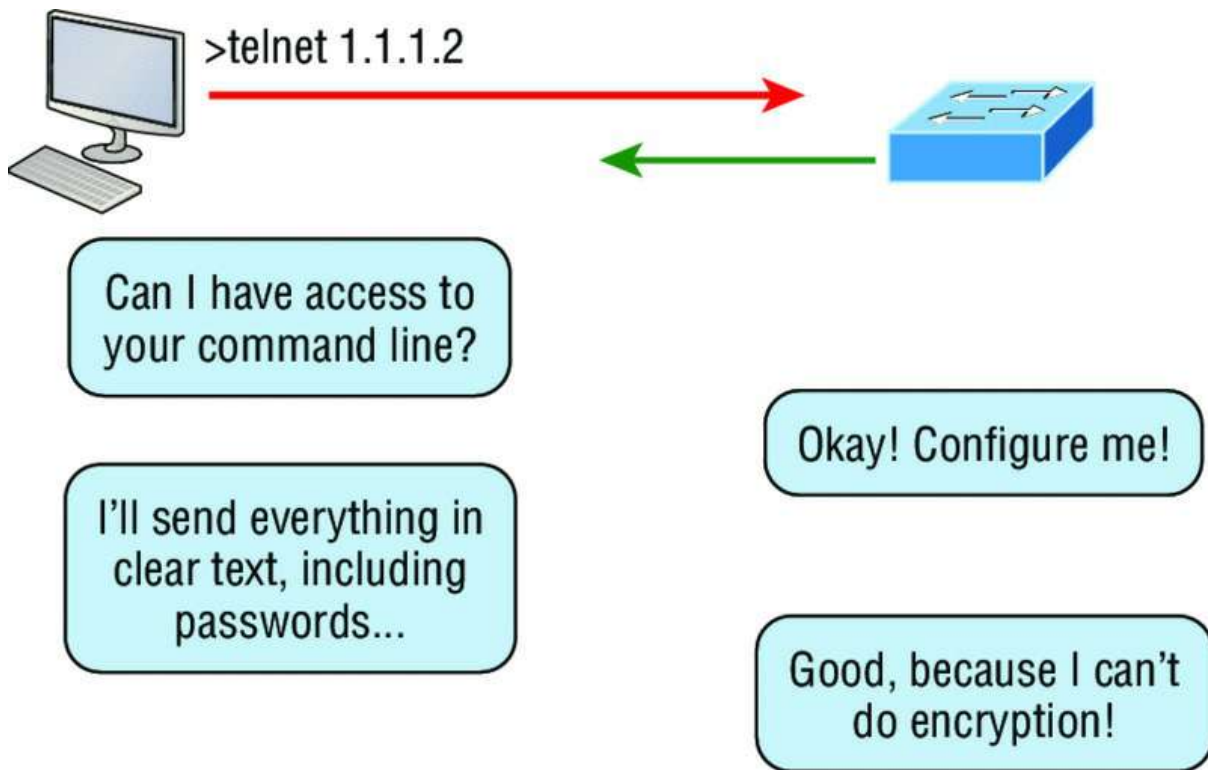 >telnet 1.1.1.2
Can I have access to
your command line?
Okay! Configure me!
I’ll send everything in
clear text, including
passwords...
Good, because I can’t
do encryption!